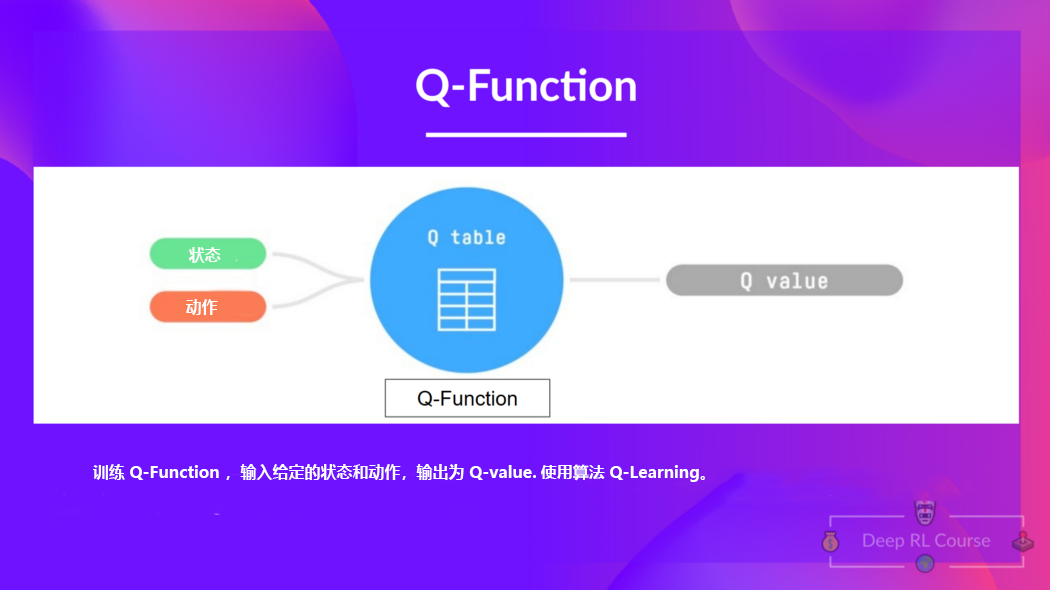 Q-Function
Q table
状态
动作
Q value
Q-Function
训练 Q-Function ，输入给定的状态和动作，输出为 Q-value. 使用算法 Q-Learning。
Deep RL Course